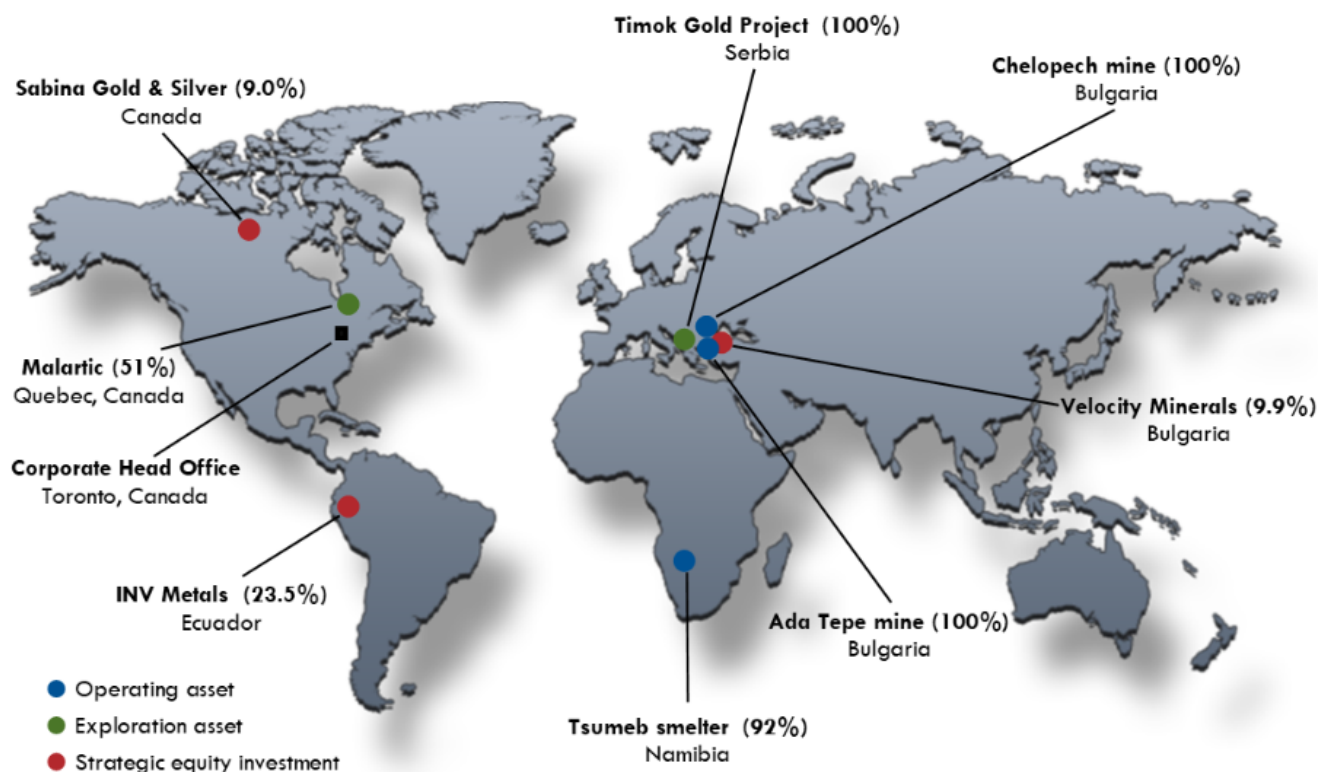 Timok Gold Project (100%)
Serbia
Chelopech mine (100%)
Bulgaria
Sabina Gold & Silver (9.0%)
Canada
Malartic (51%)
Quebec, Canada
Velocity Minerals (9.9%)
Bulgaria
Corporate Head Office
Toronto, Canada
INV Metals (23.5%)
Ecuador
Ada Tepe mine (100%)
Bulgaria
Tsumeb smelter (92%)
Namibia
Operating asset
Exploration asset
Strategic equity investment